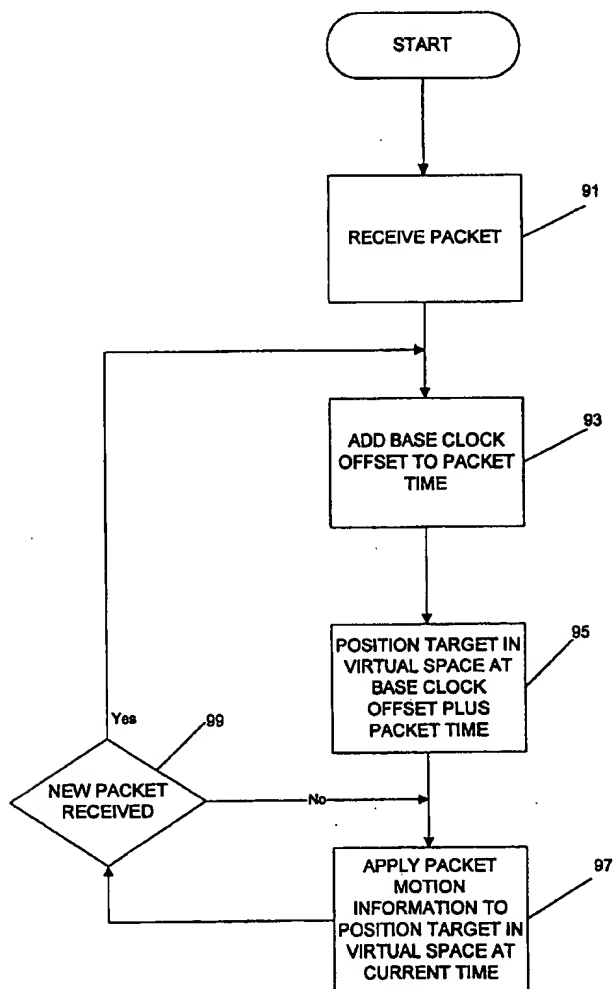 START
91
RECEIVE PACKET
93
ADD BASE CLOCK
OFFSET TO PACKET
TIME
95
POSITION TARGET IN
VIRTUAL SPACE AT
BASE CLOCK
OFFSET PLUS
PACKET TIME
Yes
99
NEW PACKET
RECEIVED
No
97
APPLY PACKET
MOTION
INFORMATION TO
POSITION TARGET IN
VIRTUAL SPACE AT
CURRENT TIME